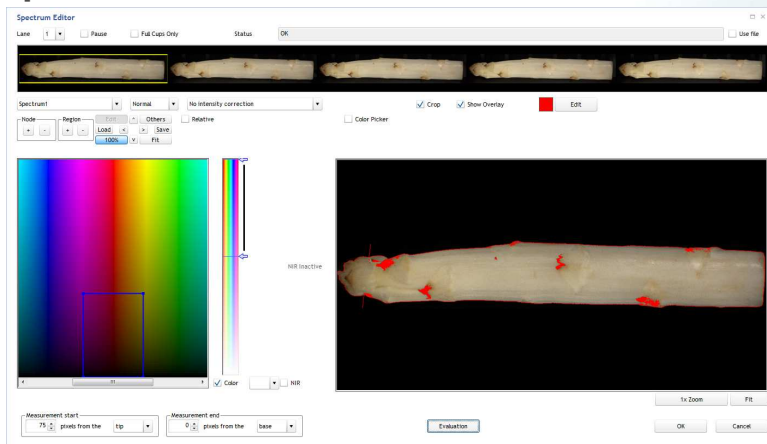 Spectrum Editor
Lane 1 Pause Full Cups Only Status OK Use file
Spectrum1 Normal No intensity correction Crop Show Overlay Edit
Node Region Edit ^ Others Relative Color Picker
+ - + - Load < > Save
100% v Fit
NIR Inactive
Color NIR
1x Zoom Fit
Measurement start Measurement end
75 pixels from the tip 0 pixels from the base Evaluation OK Cancel